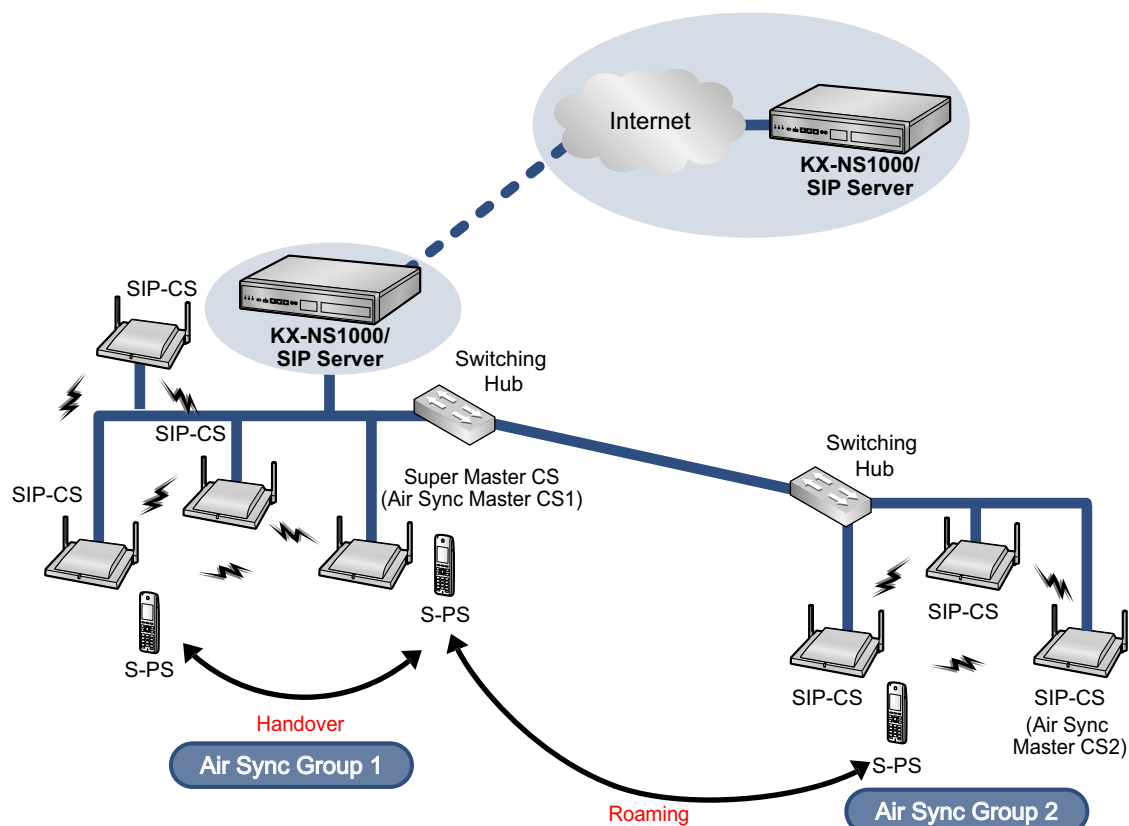 Internet
KX-NS1000/
SIP Server
SIP-CS
KX-NS1000/
SIP Server
Switching
Hub
SIP-CS
Switching
Hub
SIP-CS
Super Master CS
(Air Sync Master CS1)
SIP-CS
S-PS
S-PS
SIP-CS
SIP-CS
(Air Sync
Master CS2)
Handover
Air Sync Group 1
S-PS
Roaming
Air Sync Group 2